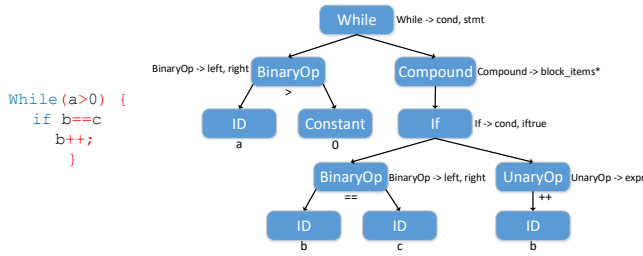 While(a>0) {
if b==c
b++;
}
While
While -> cond, stmt
BinaryOp -> left, right
BinaryOp
>
Compound
Compound -> block_items*
ID
a
Constant
0
If
If -> cond, iftrue
BinaryOp
==
BinaryOp -> left, right
UnaryOp
++
UnaryOp -> expr
ID
b
ID
c
ID
b